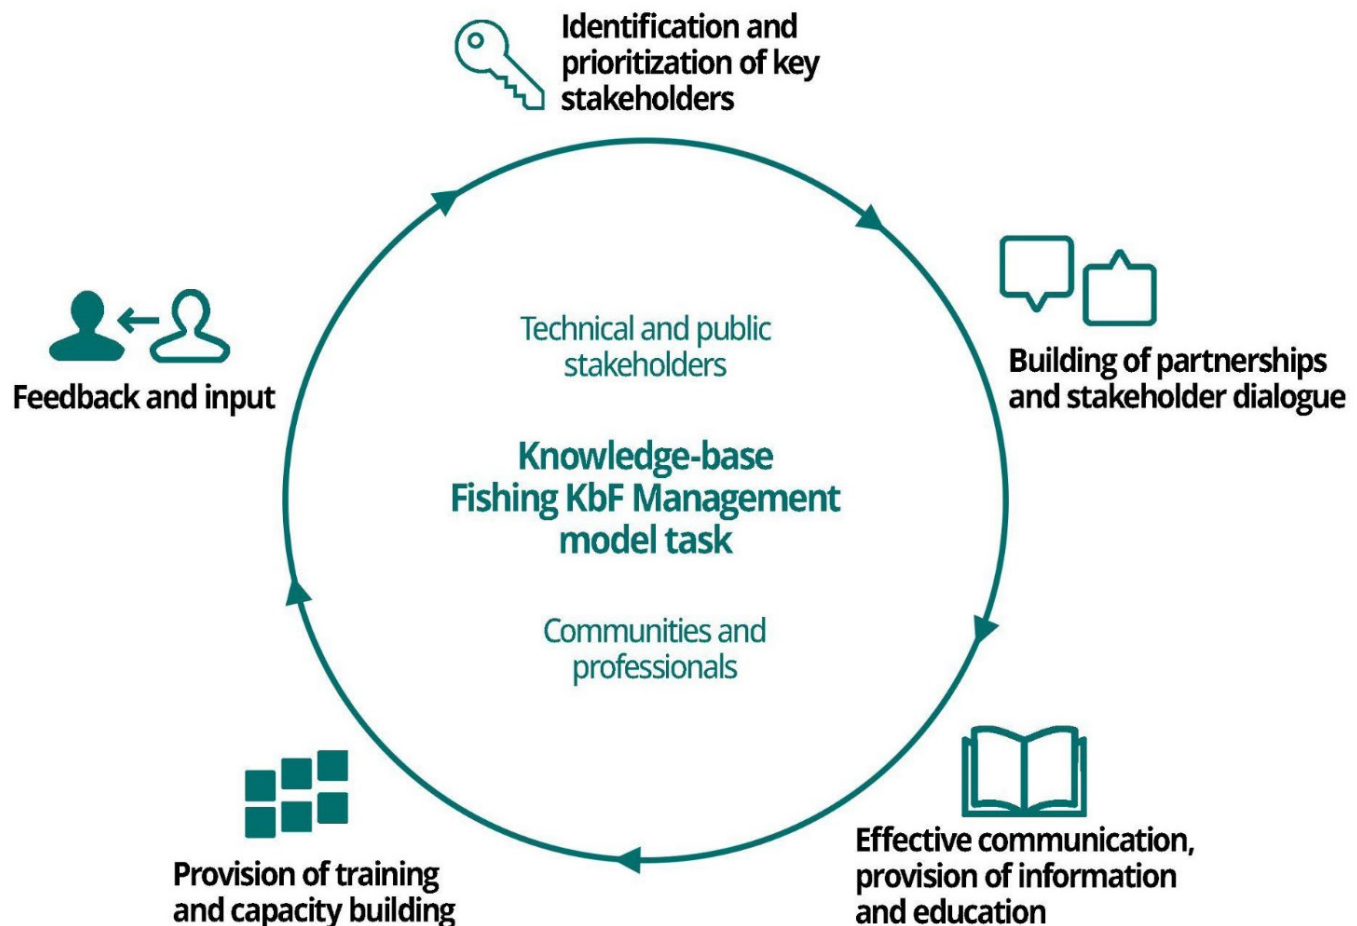 Identification and
prioritization of key
stakeholders
Building of partnerships
and stakeholder dialogue
Effective communication,
provision of information
and education
Provision of training
and capacity building
Feedback and input
Technical and public
stakeholders
Knowledge-base
Fishing KbF Management
model task
Communities and
professionals